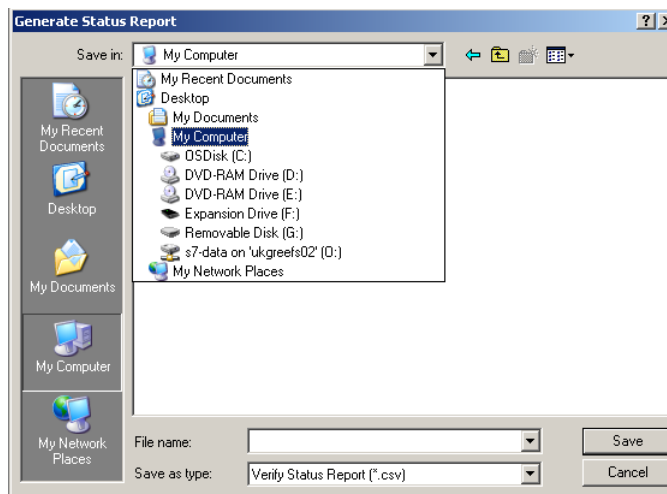 Generate Status Report
Save in: My Computer
My Recent Documents
Desktop
My Documents
My Computer
OSDisk (C:)
DVD-RAM Drive (D:)
DVD-RAM Drive (E:)
Expansion Drive (F:)
Removable Disk (G:)
s7-data on 'ukgreefs02' (O:)
My Network Places
My Recent
Documents
Desktop
My Documents
My Computer
My Network
Places
File name:
Save
Save as type: Verify Status Report (*.csv)
Cancel